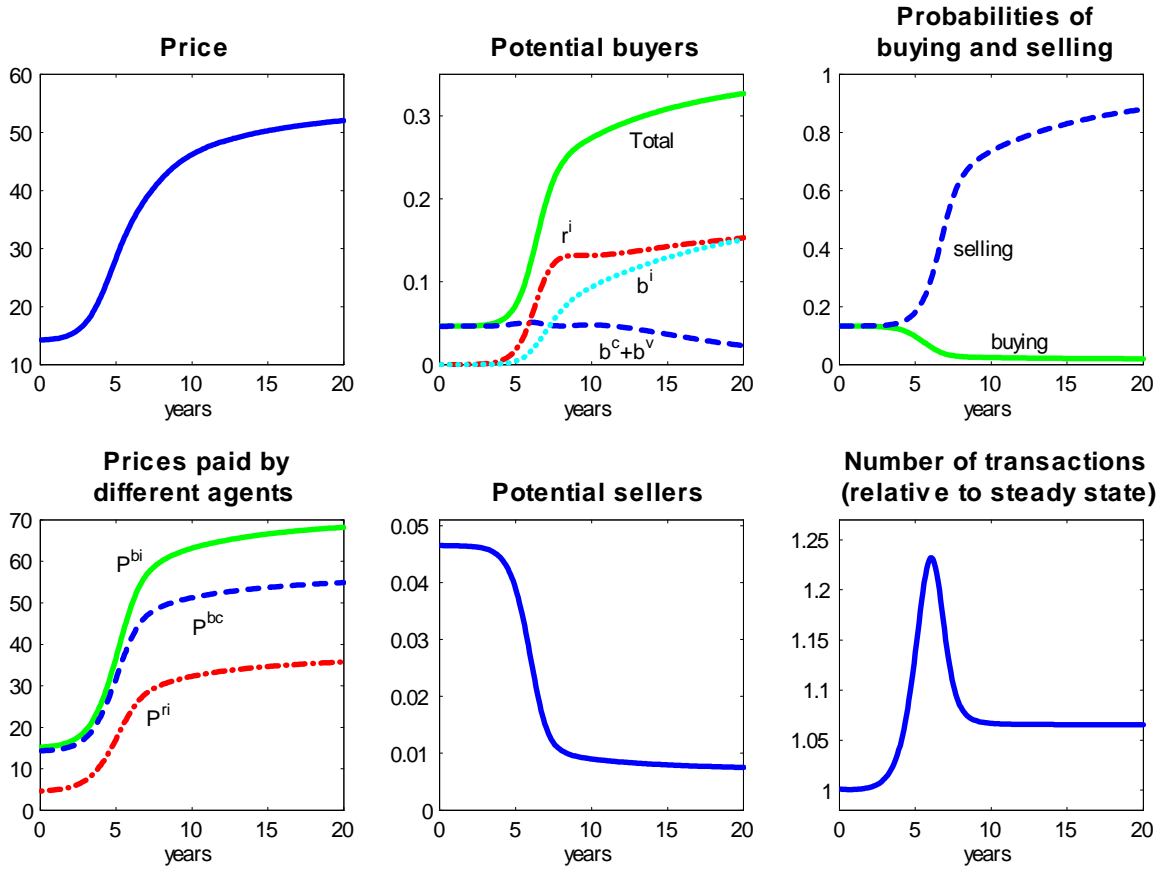 Price
60
50
40
30
20
10
0 5 10 15 20
years
Potential buyers
0.3
0.2
0.1
0
Total
r^i
b^i
b^c+b^v
0 5 10 15 20
years
Probabilities of
buying and selling
1
0.8
0.6
0.4
0.2
0
selling
buying
0 5 10 15 20
years
Prices paid by
different agents
70
60
50
40
30
20
10
0
P^bi
P^bc
P^ri
0 5 10 15 20
years
Potential sellers
0.05
0.04
0.03
0.02
0.01
0
0 5 10 15 20
years
Number of transactions
(relative to steady state)
1.25
1.2
1.15
1.1
1.05
1
0 5 10 15 20
years